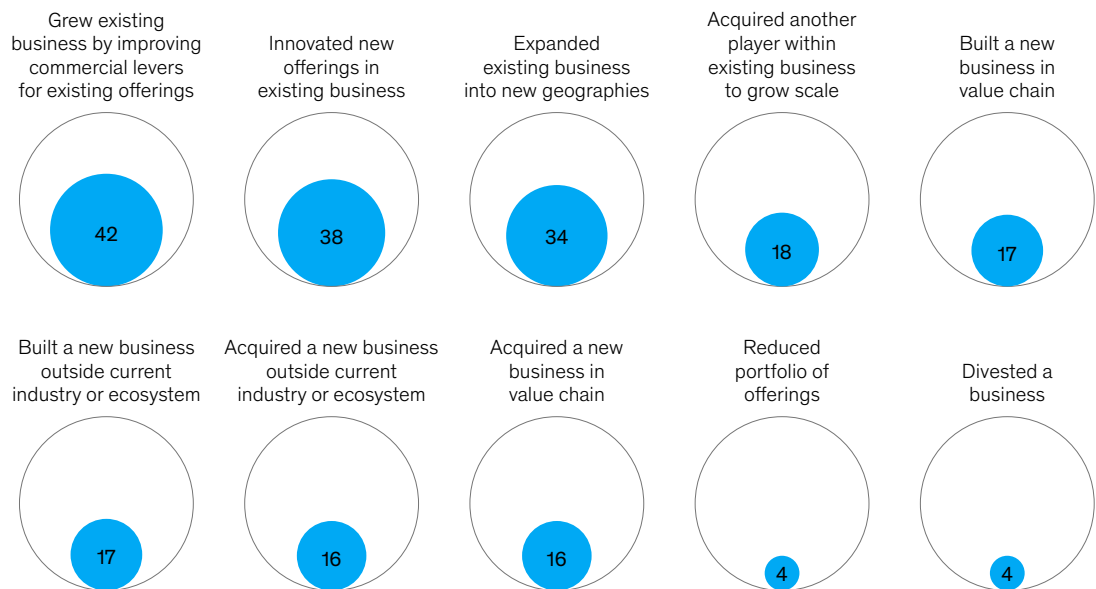 Grew existing
business by improving
commercial levers
for existing offerings
Innovated new
offerings in
existing business
Expanded
existing business
into new geographies
Acquired another
player within
existing business
to grow scale
Built a new
business in
value chain
42
38
34
18
17
Built a new business
outside current
industry or ecosystem
Acquired a new business
outside current
industry or ecosystem
Acquired a new
business in
value chain
Reduced
portfolio of
offerings
Divested a
business
17
16
16
4
4